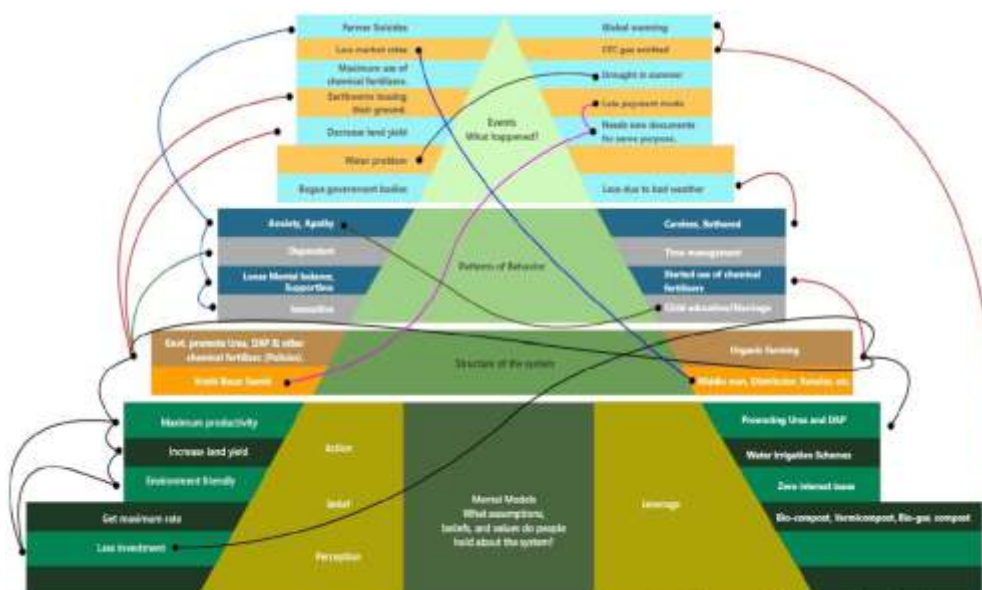 Farmer Suicides
Global warming
Less market rates
CFC gas emitted
Maximum use of
chemical fertilizers.
Drought in summer
Earthworms loosing
their ground.
Late payment mode
Decrease land yield
Needs new documents
for same purpose.
Events
What happened?
Water problem
Bogus government bodies
Loss due to bad weather
Anxiety, Apathy
Careless, Bothered
Dependent
Time management
Patterns of Behavior
Loose Mental balance,
Supportive
Started use of chemical
fertilizers
Child education/Marriage
Govt. promote Urea, DAP & other
chemical fertilizer. (Policies).
Structure of the system
Organic Farming
Middle man, Distributor, Retailer, etc.
Maximum productivity
Promoting Urea and DAP
Increase land yield
Action
Water Irrigation Schemes
Environment friendly
Zero interest loans
Get maximum rate
Belief
Mental Models
What assumptions,
beliefs, and values do people
hold about the system?
Leverage
Bio-compost, Vermicompost, Bio-gas, compost
Less investment
Perception